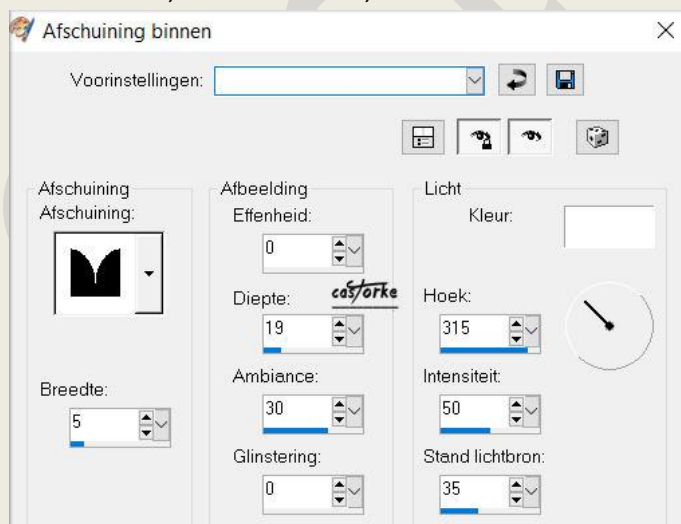 Afschuining binnen
Voorinstellingen:
Afschuining Afbeelding Licht
Afschuining: Effenheid: Kleur:
0
castorke
Diepte: Hoek:
19 315
Breedte: Ambiance: Intensiteit:
5 30 50
Glinstering: Stand lichtbron:
0 35